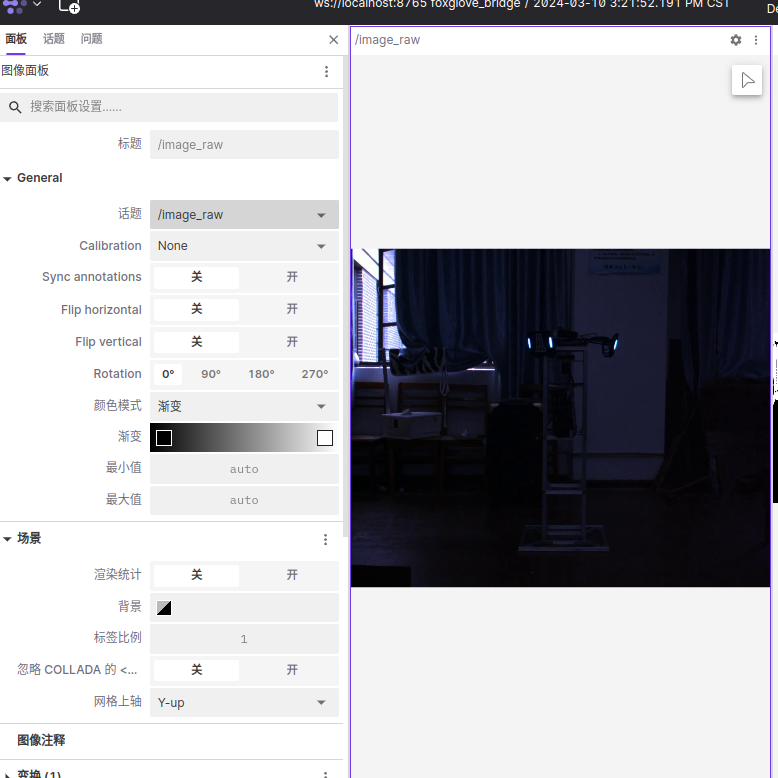 ws://localhost:8765 foxglove_bridge / 2024-03-10 3:21:52.191 PM CST
面板 话题 问题
/image_raw
图像面板
搜索面板设置......
标题 /image_raw
General
话题 /image_raw
Calibration None
Sync annotations 关 开
Flip horizontal 关 开
Flip vertical 关 开
Rotation 0° 90° 180° 270°
颜色模式 渐变
渐变
最小值 auto
最大值 auto
场景
渲染统计 关 开
背景
标签比例 1
忽略 COLLADA 的 <... 关 开
网格上轴 Y-up
图像注释
变换 (1)